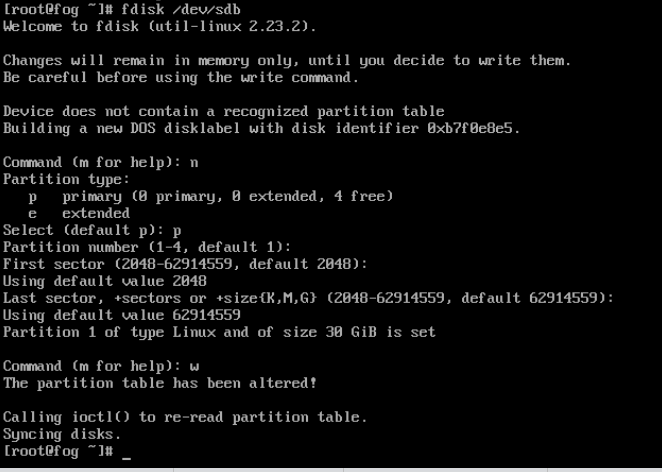 [root@fog ~]# fdisk /dev/sdb
Welcome to fdisk (util-linux 2.23.2).
Changes will remain in memory only, until you decide to write them.
Be careful before using the write command.
Device does not contain a recognized partition table
Building a new DOS disklabel with disk identifier 0xb7f0e8e5.
Command (m for help): n
Partition type:
   p   primary (0 primary, 0 extended, 4 free)
   e   extended
Select (default p): p
Partition number (1-4, default 1):
First sector (2048-62914559, default 2048):
Using default value 2048
Last sector, +sectors or +size{K,M,G} (2048-62914559, default 62914559):
Using default value 62914559
Partition 1 of type Linux and of size 30 GiB is set
Command (m for help): w
The partition table has been altered!
Calling ioctl() to re-read partition table.
Syncing disks.
[root@fog ~]# _